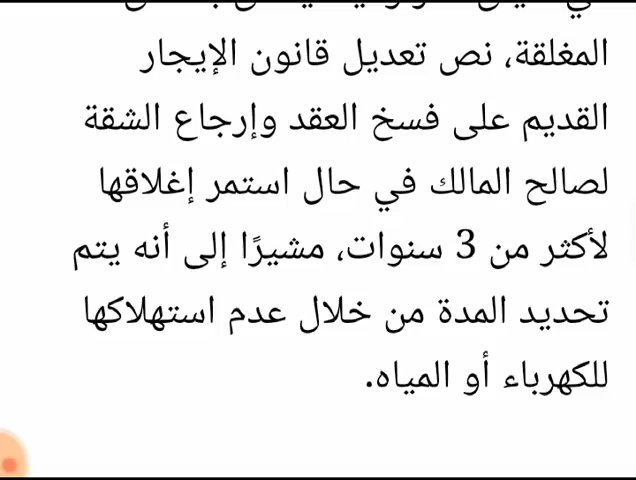 المغلقة، نص تعديل قانون الإيجار
القديم على فسخ العقد وإرجاع الشقة
لصالح المالك في حال استمر إغلاقها
لأكثر من 3 سنوات، مشيرًا إلى أنه يتم
تحديد المدة من خلال عدم استهلاكها
للكهرباء أو المياه.